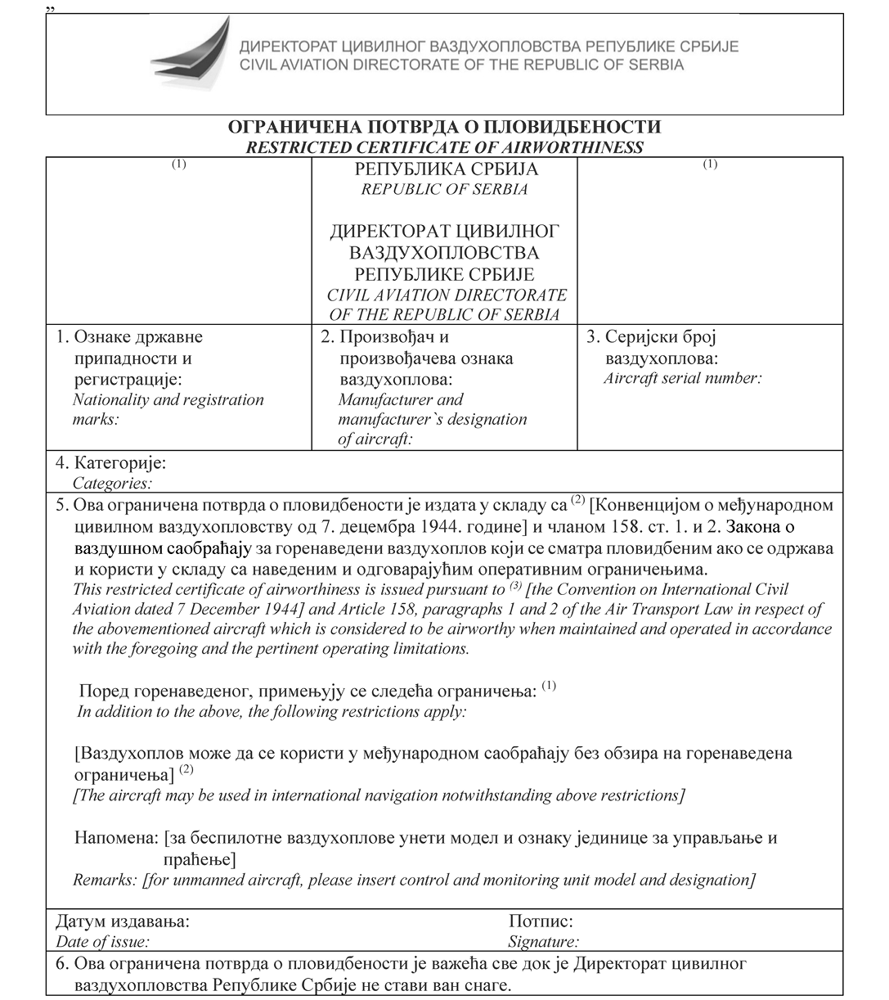 „
ДИРЕКТОРАТ ЦИВИЛНОГ ВАЗДУХОПЛОВСТВА РЕПУБЛИКЕ СРБИЈЕ
CIVIL AVIATION DIRECTORATE OF THE REPUBLIC OF SERBIA
ОГРАНИЧЕНА ПОТВРДА О ПЛОВИДБЕНОСТИ
RESTRICTED CERTIFICATE OF AIRWORTHINESS
(1)
РЕПУБЛИКА СРБИЈА
REPUBLIC OF SERBIA
ДИРЕКТОРАТ ЦИВИЛНОГ
ВАЗДУХОПЛОВСТВА
РЕПУБЛИКЕ СРБИЈЕ
CIVIL AVIATION DIRECTORATE
OF THE REPUBLIC OF SERBIA
(1)
1. Ознаке државне
припадности и
регистрације:
Nationality and registration
marks:
2. Произвођач и
произвођачева ознака
ваздухоплова:
Manufacturer and
manufacturer`s designation
of aircraft:
3. Серијски број
ваздухоплова:
Aircraft serial number:
4. Категорије:
Categories:
5. Ова ограничена потврда о пловидбености је издата у складу са (2) [Конвенцијом о међународном
цивилном ваздухопловству од 7. децембра 1944. године] и чланом 158. ст. 1. и 2. Закона о
ваздушном саобраћају за горенаведени ваздухоплов који се сматра пловидбеним ако се одржава
и користи у складу са наведеним и одговарајућим оперативним ограничењима.
This restricted certificate of airworthiness is issued pursuant to (3) [the Convention on International Civil
Aviation dated 7 December 1944] and Article 158, paragraphs 1 and 2 of the Air Transport Law in respect of
the abovementioned aircraft which is considered to be airworthy when maintained and operated in accordance
with the foregoing and the pertinent operating limitations.
Поред горенаведеног, примењују се следећа ограничења: (1)
In addition to the above, the following restrictions apply:
[Ваздухоплов може да се користи у међународном саобраћају без обзира на горенаведена
ограничења] (2)
[The aircraft may be used in international navigation notwithstanding above restrictions]
Напомена: [за беспилотне ваздухоплове унети модел и ознаку јединице за управљање и
праћење]
Remarks: [for unmanned aircraft, please insert control and monitoring unit model and designation]
Датум издавања:
Date of issue:
Потпис:
Signature:
6. Ова ограничена потврда о пловидбености је важећа све док је Директорат цивилног
ваздухопловства Републике Србије не стави ван снаге.